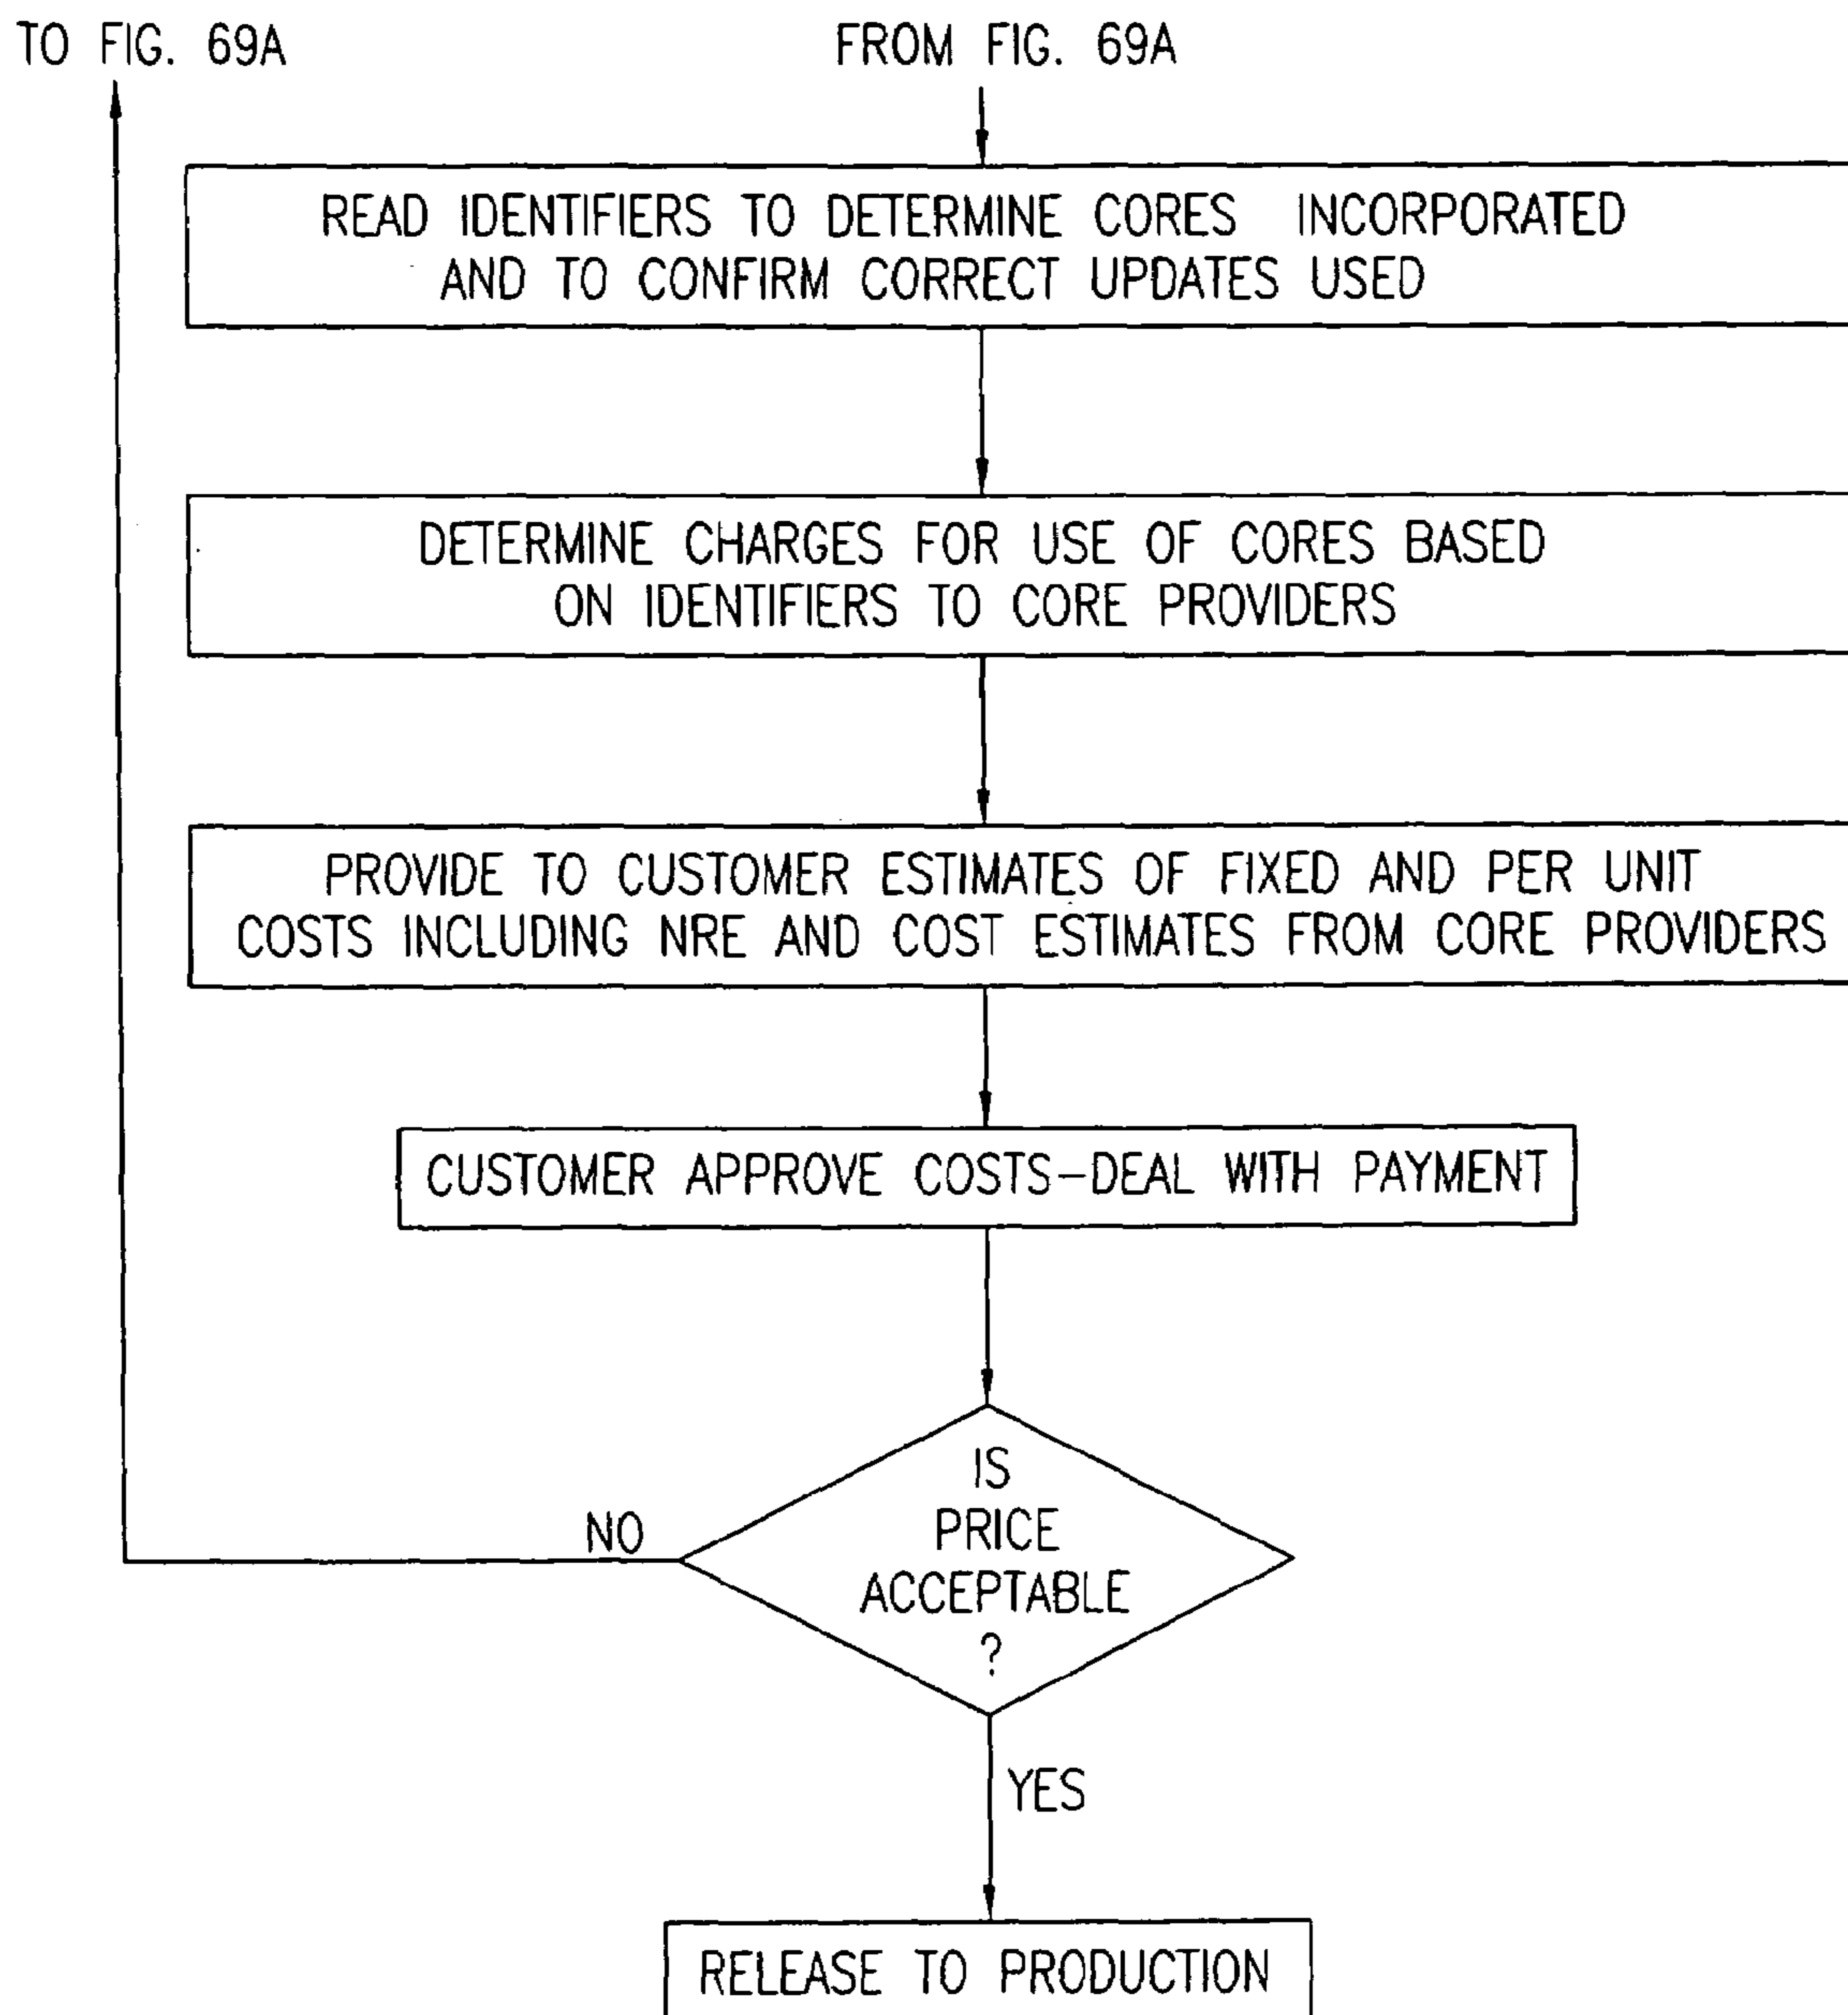 TO FIG. 69A
FROM FIG. 69A
READ IDENTIFIERS TO DETERMINE CORES INCORPORATED
AND TO CONFIRM CORRECT UPDATES USED
DETERMINE CHARGES FOR USE OF CORES BASED
ON IDENTIFIERS TO CORE PROVIDERS
PROVIDE TO CUSTOMER ESTIMATES OF FIXED AND PER UNIT
COSTS INCLUDING NRE AND COST ESTIMATES FROM CORE PROVIDERS
CUSTOMER APPROVE COSTS-DEAL WITH PAYMENT
IS
PRICE
ACCEPTABLE
?
NO
YES
RELEASE TO PRODUCTION